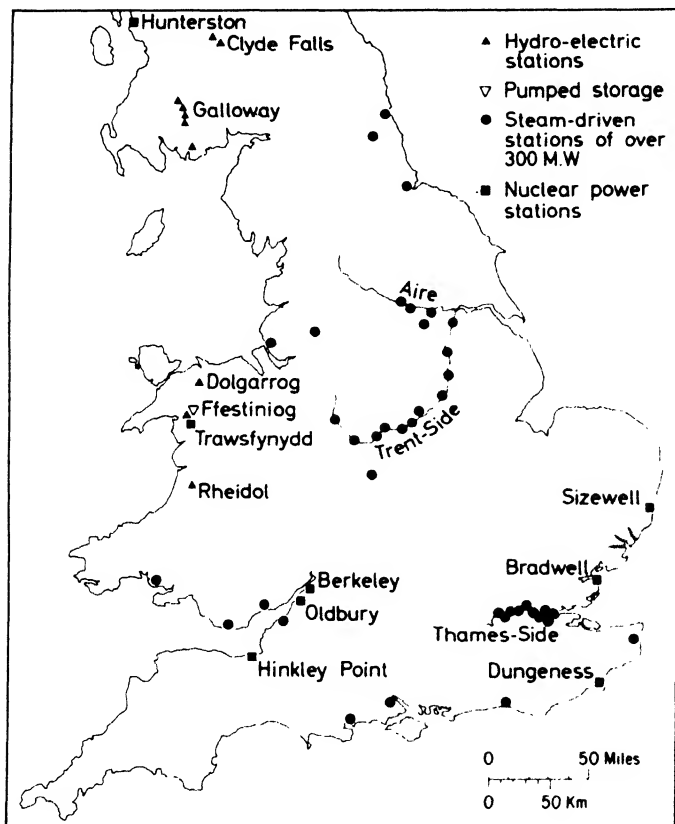 Hunterston
Clyde Falls
Galloway
▲ Hydro-electric
stations
▽ Pumped storage
● Steam-driven
stations of over
300 M.W
■ Nuclear power
stations
Aire
Dolgarrog
Ffestiniog
Trawsfynydd
Trent-Side
Rheidol
Sizewell
Bradwell
Berkeley
Oldbury
Thames-Side
Hinkley Point
Dungeness
0 50 Miles
0 50 Km